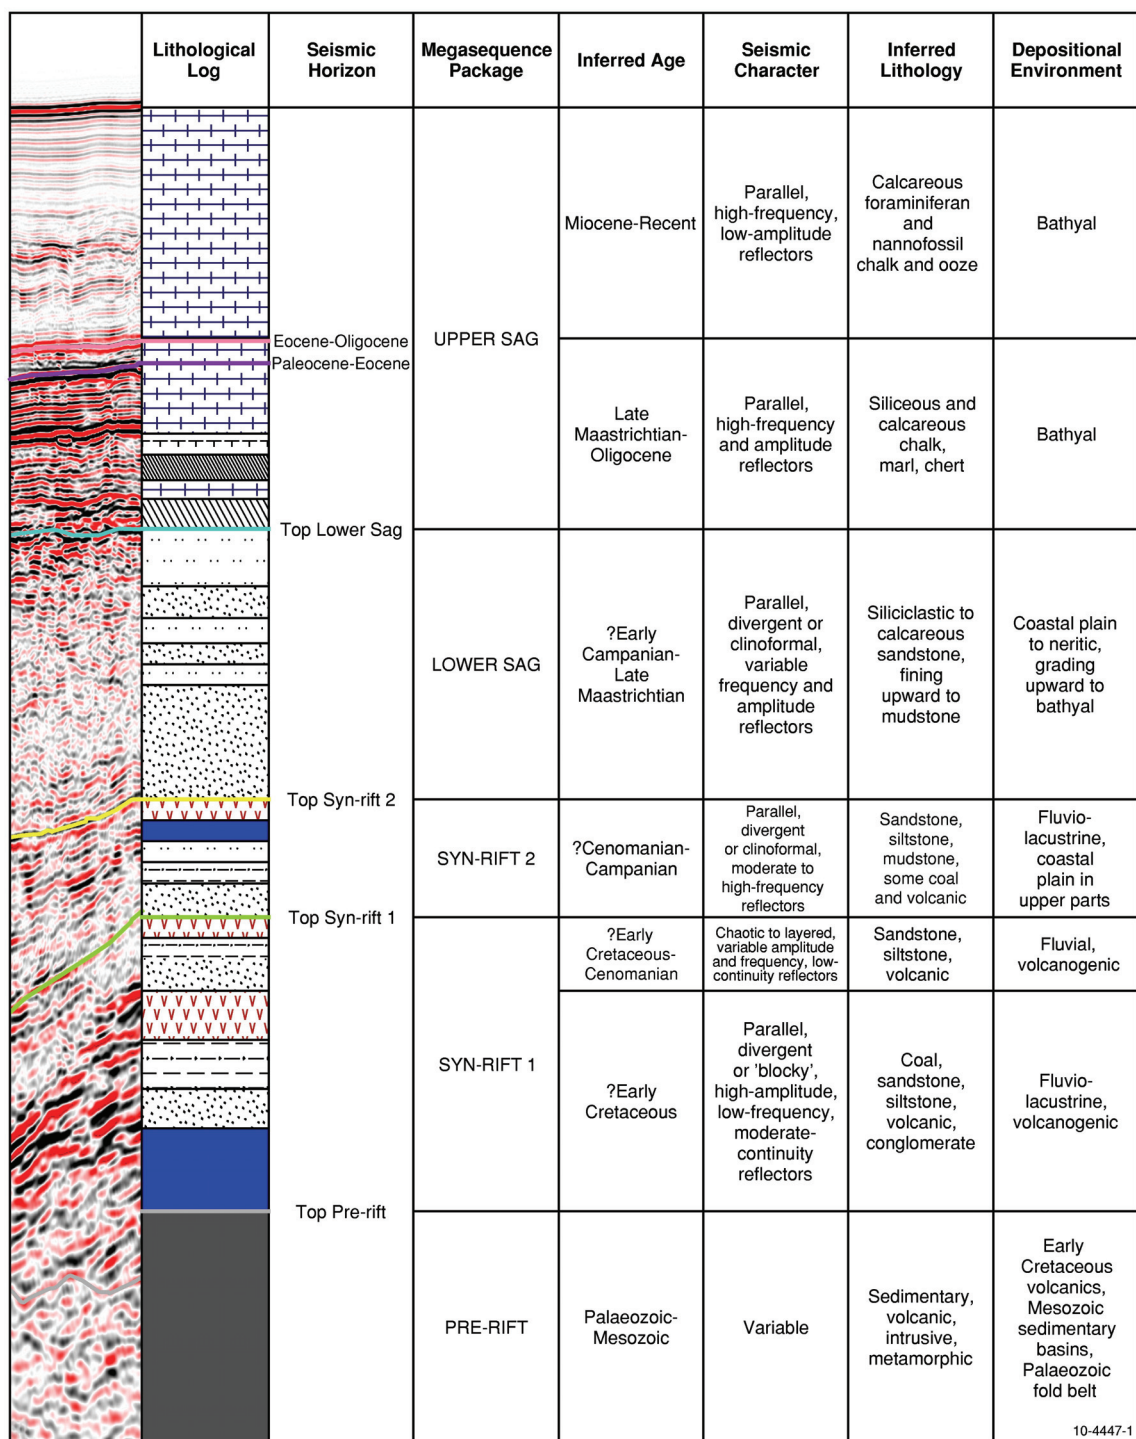 Lithological
Log
Seismic
Horizon
Megasequence
Package
Inferred Age
Seismic
Character
Inferred
Lithology
Depositional
Environment
Eocene-Oligocene
Paleocene-Eocene
Top Lower Sag
Top Syn-rift 2
Top Syn-rift 1
Top Pre-rift
UPPER SAG
Miocene-Recent
Parallel,
high-frequency,
low-amplitude
reflectors
Calcareous
foraminiferan
and
nannofossil
chalk and ooze
Bathyal
Late
Maastrichtian-
Oligocene
Parallel,
high-frequency
and amplitude
reflectors
Siliceous and
calcareous
chalk,
marl, chert
Bathyal
LOWER SAG
?Early
Campanian-
Late
Maastrichtian
Parallel,
divergent or
clinoformal,
variable
frequency and
amplitude
reflectors
Siliciclastic to
calcareous
sandstone,
fining
upward to
mudstone
Coastal plain
to neritic,
grading
upward to
bathyal
SYN-RIFT 2
?Cenomanian-
Campanian
Parallel,
divergent
or clinoformal,
moderate to
high-frequency
reflectors
Sandstone,
siltstone,
mudstone,
some coal
and volcanic
Fluvio-
lacustrine,
coastal
plain in
upper parts
SYN-RIFT 1
?Early
Cretaceous-
Cenomanian
Chaotic to layered,
variable amplitude
and frequency, low-
continuity reflectors
Sandstone,
siltstone,
volcanic
Fluvial,
volcanogenic
?Early
Cretaceous
Parallel,
divergent
or 'blocky',
high-amplitude,
low-frequency,
moderate-
continuity
reflectors
Coal,
sandstone,
siltstone,
volcanic,
conglomerate
Fluvio-
lacustrine,
volcanogenic
PRE-RIFT
Palaeozoic-
Mesozoic
Variable
Sedimentary,
volcanic,
intrusive,
metamorphic
Early
Cretaceous
volcanics,
Mesozoic
sedimentary
basins,
Palaeozoic
fold belt
10-4447-1